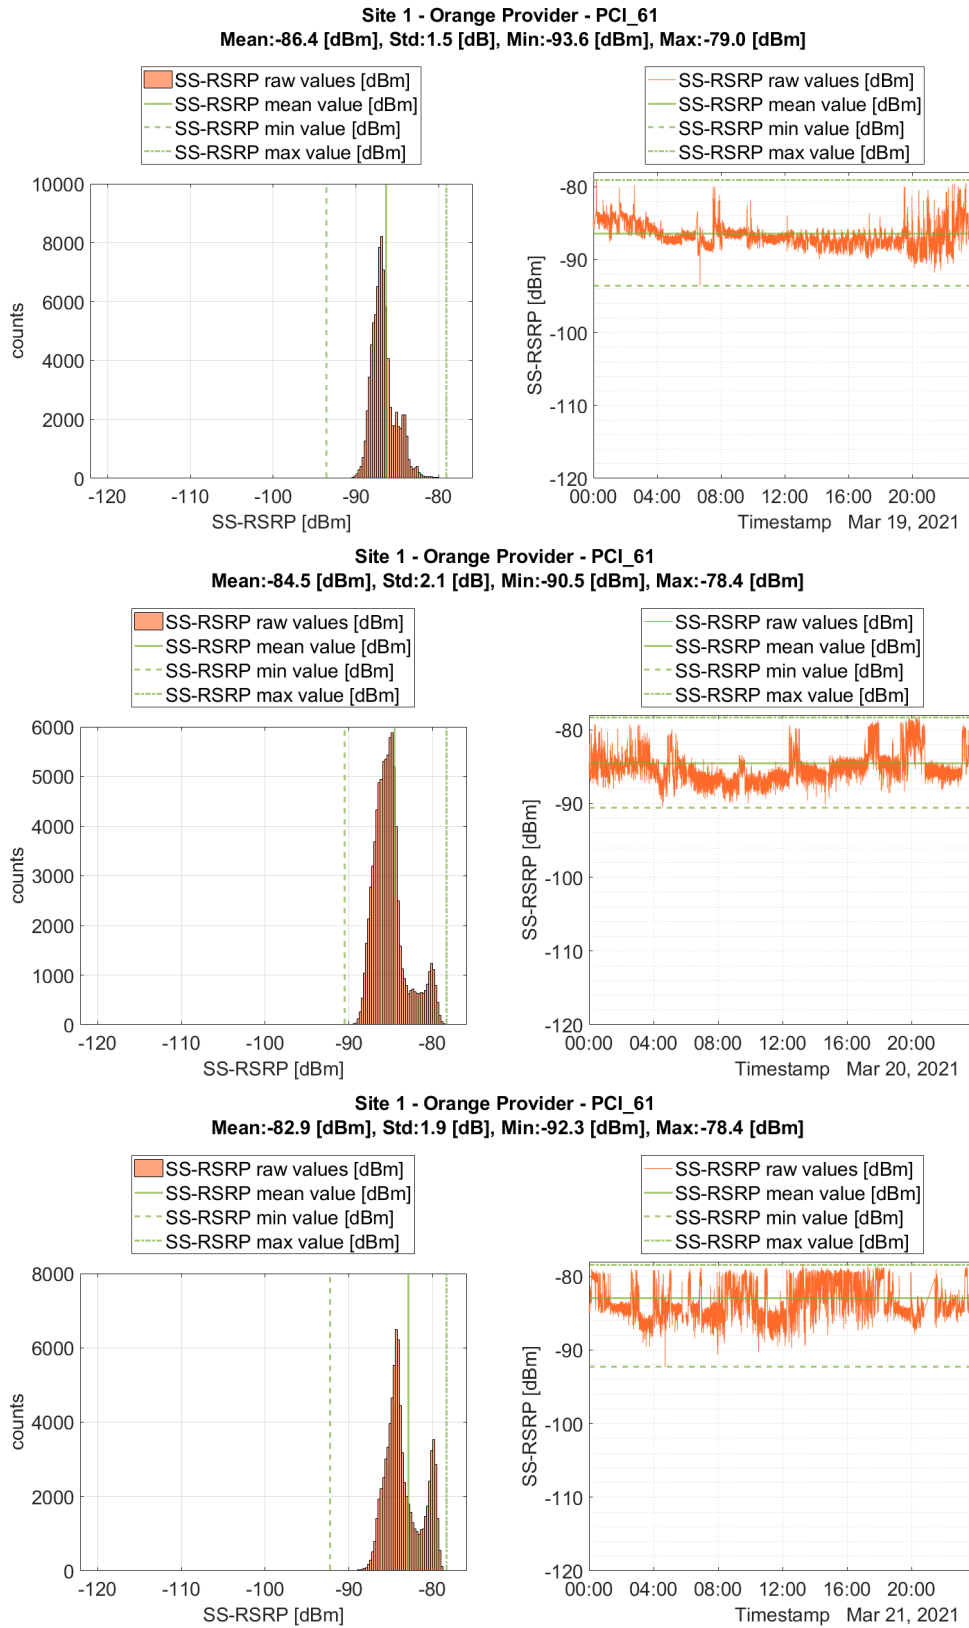 Site 1 - Orange Provider - PCI_61
Mean:-86.4 [dBm], Std:1.5 [dB], Min:-93.6 [dBm], Max:-79.0 [dBm]
SS-RSRP raw values [dBm]
SS-RSRP mean value [dBm]
SS-RSRP min value [dBm]
SS-RSRP max value [dBm]
10000
8000
6000
4000
2000
0
counts
-120
-110
-100
-90
-80
SS-RSRP [dBm]
SS-RSRP raw values [dBm]
SS-RSRP mean value [dBm]
SS-RSRP min value [dBm]
SS-RSRP max value [dBm]
-80
-90
-100
-110
-120
SS-RSRP [dBm]
00:00
04:00
08:00
12:00
16:00
20:00
Timestamp Mar 19, 2021
Site 1 - Orange Provider - PCI_61
Mean:-84.5 [dBm], Std:2.1 [dB], Min:-90.5 [dBm], Max:-78.4 [dBm]
SS-RSRP raw values [dBm]
SS-RSRP mean value [dBm]
SS-RSRP min value [dBm]
SS-RSRP max value [dBm]
6000
5000
4000
3000
2000
1000
0
counts
-120
-110
-100
-90
-80
SS-RSRP [dBm]
SS-RSRP raw values [dBm]
SS-RSRP mean value [dBm]
SS-RSRP min value [dBm]
SS-RSRP max value [dBm]
-80
-90
-100
-110
-120
SS-RSRP [dBm]
00:00
04:00
08:00
12:00
16:00
20:00
Timestamp Mar 20, 2021
Site 1 - Orange Provider - PCI_61
Mean:-82.9 [dBm], Std:1.9 [dB], Min:-92.3 [dBm], Max:-78.4 [dBm]
SS-RSRP raw values [dBm]
SS-RSRP mean value [dBm]
SS-RSRP min value [dBm]
SS-RSRP max value [dBm]
8000
6000
4000
2000
0
counts
-120
-110
-100
-90
-80
SS-RSRP [dBm]
SS-RSRP raw values [dBm]
SS-RSRP mean value [dBm]
SS-RSRP min value [dBm]
SS-RSRP max value [dBm]
-80
-90
-100
-110
-120
SS-RSRP [dBm]
00:00
04:00
08:00
12:00
16:00
20:00
Timestamp Mar 21, 2021